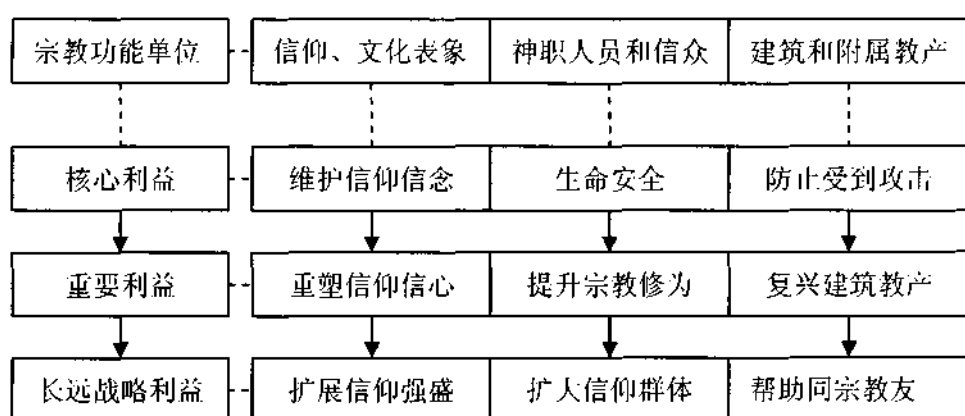 宗教功能单位 信仰、文化表象 神职人员和信众 建筑和附属教产
核心利益 维护信仰信念 生命安全 防止受到攻击
重要利益 重塑信仰信心 提升宗教修为 复兴建筑教产
长远战略利益 扩展信仰强盛 扩大信仰群体 帮助同宗教友